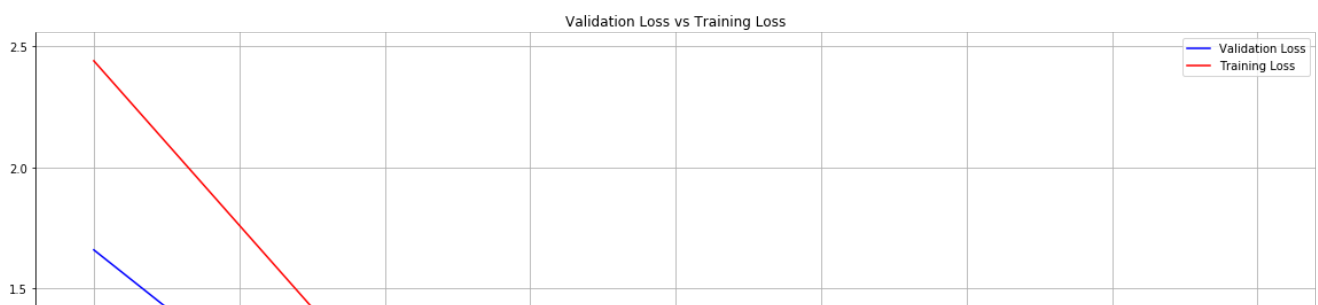 Validation Loss vs Training Loss
2.5
Validation Loss
Training Loss
2.0
1.5